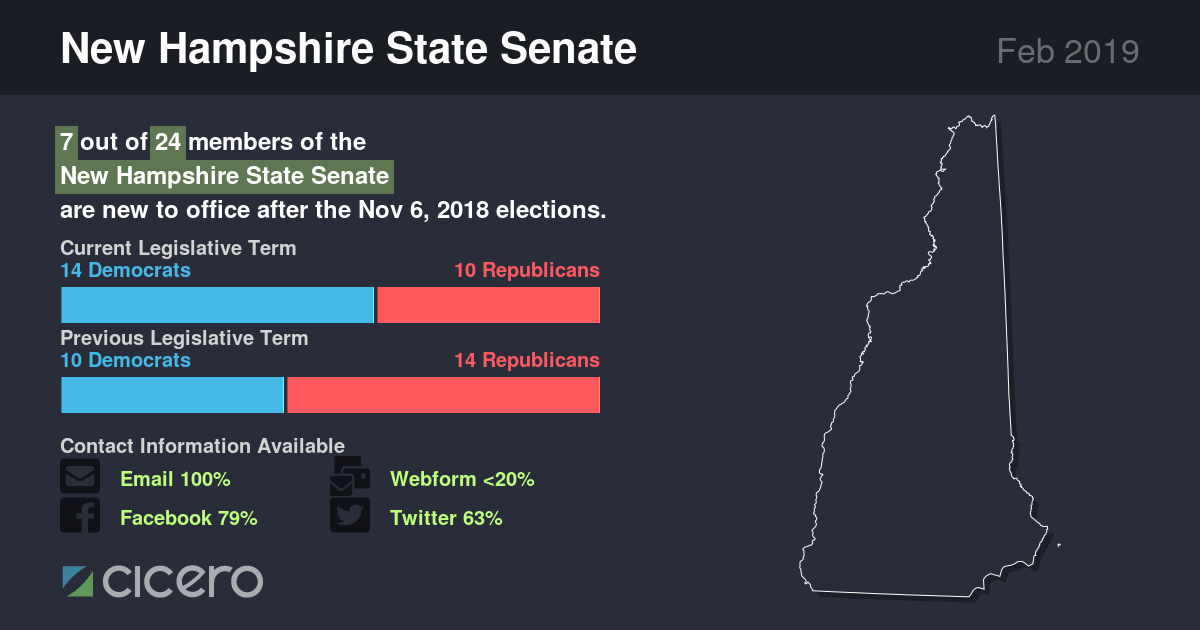 New Hampshire State Senate
Feb 2019
7 out of 24 members of the
New Hampshire State Senate
are new to office after the Nov 6, 2018 elections.
Current Legislative Term
14 Democrats 10 Republicans
Previous Legislative Term
10 Democrats 14 Republicans
Contact Information Available
Email 100% Webform <20%
Facebook 79% Twitter 63%
cicero